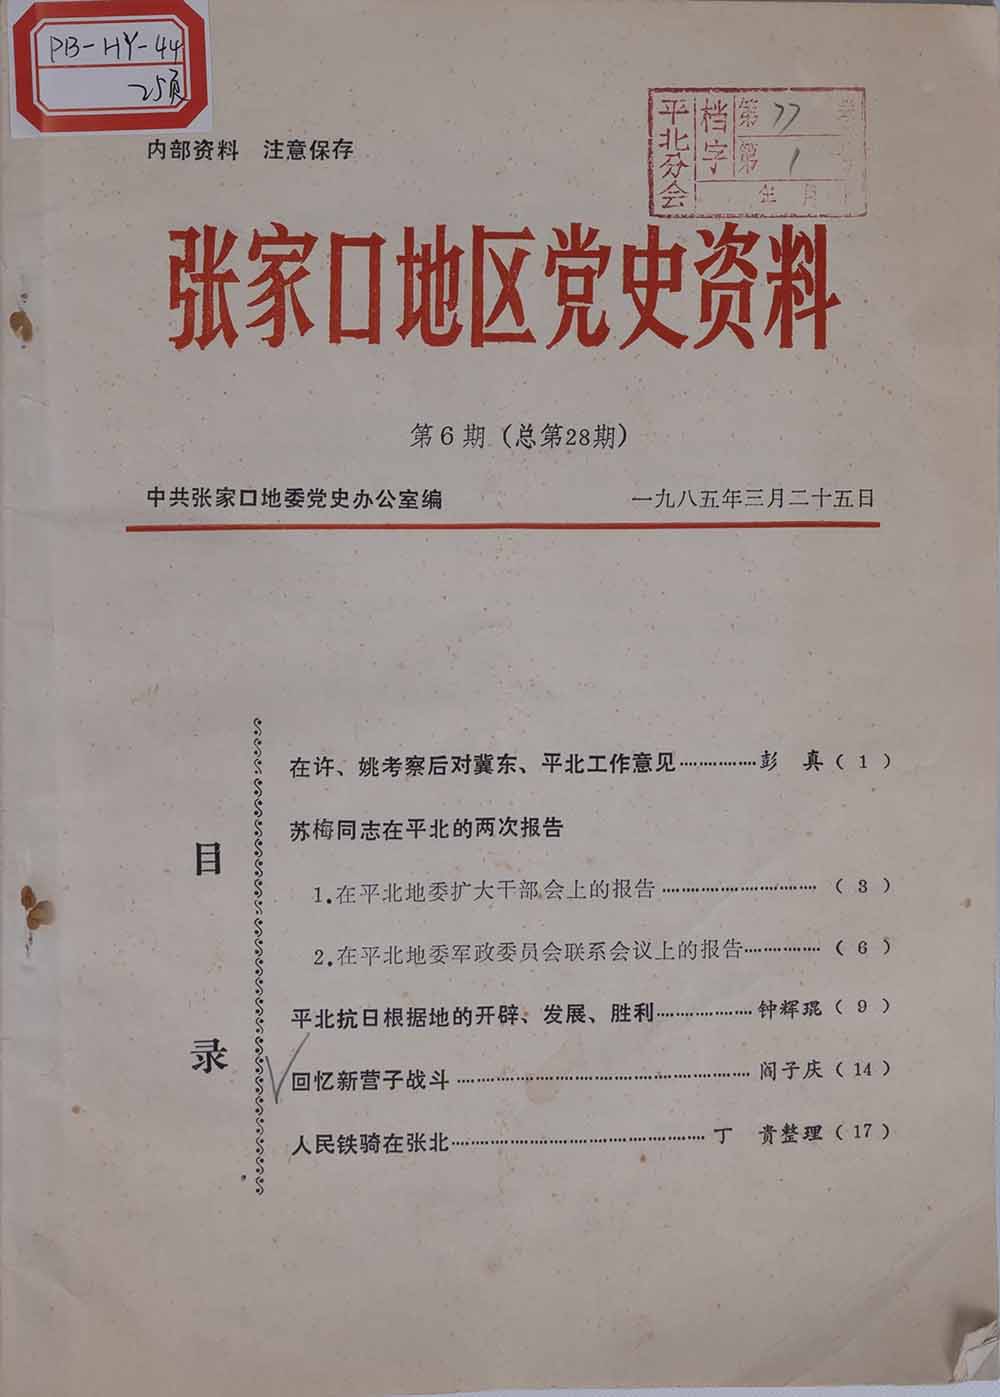 PB-HY-44
25页
平北分会
档字
第77卷
第1号
年月日
内部资料 注意保存
张家口地区党史资料
第6期(总第28期)
中共张家口地委党史办公室编 一九八五年三月二十五日
目录
在许、姚考察后对冀东、平北工作意见……………彭 真(1)
苏梅同志在平北的两次报告
1.在平北地委扩大干部会上的报告……………………(3)
2.在平北地委军政委员会联系会议上的报告…………(6)
平北抗日根据地的开辟、发展、胜利………………钟辉琨(9)
回忆新营子战斗……………………………………阎子庆(14)
人民铁骑在张北…………………………………丁 贵整理(17)